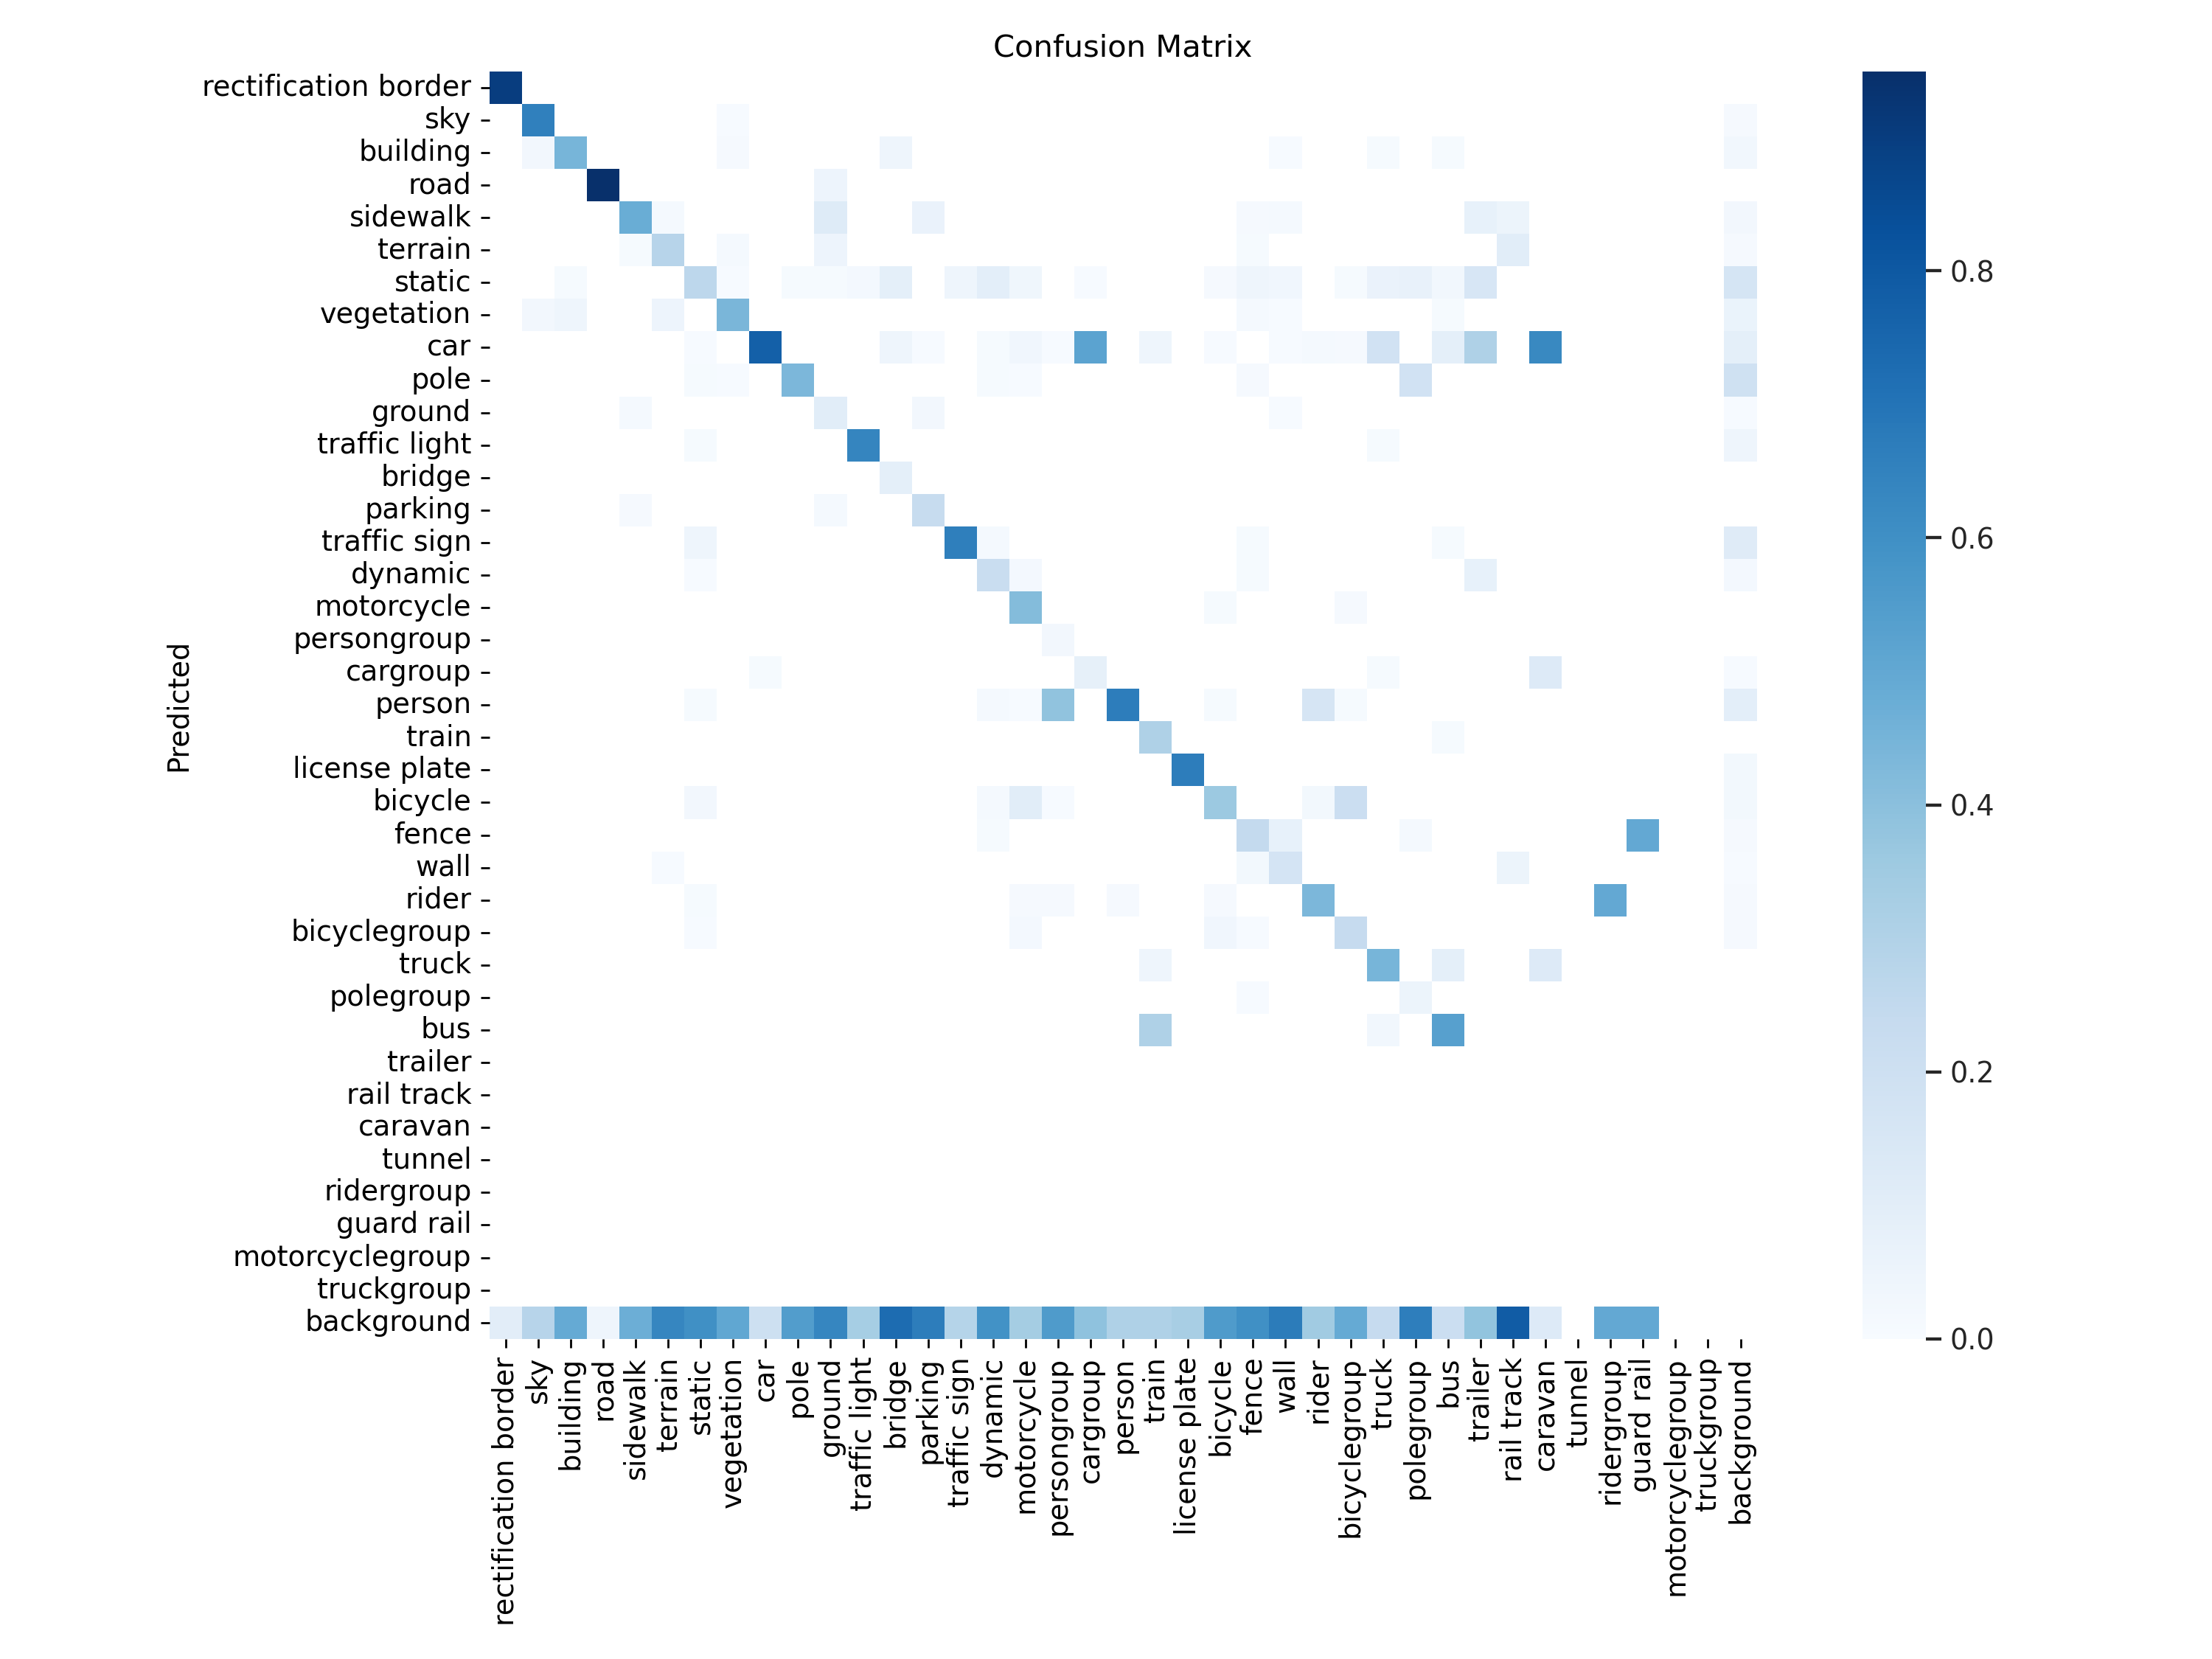 Confusion Matrix
rectification border
sky
building
road
sidewalk
terrain
static
vegetation
car
pole
ground
traffic light
bridge
parking
traffic sign
dynamic
motorcycle
persongroup
cargroup
person
train
license plate
bicycle
fence
wall
rider
bicyclegroup
truck
polegroup
bus
trailer
rail track
caravan
tunnel
ridergroup
guard rail
motorcyclegroup
truckgroup
background
Predicted
rectification border
sky
building
road
sidewalk
terrain
static
vegetation
car
pole
ground
traffic light
bridge
parking
traffic sign
dynamic
motorcycle
persongroup
cargroup
person
train
license plate
bicycle
fence
wall
rider
bicyclegroup
truck
polegroup
bus
trailer
rail track
caravan
tunnel
ridergroup
guard rail
motorcyclegroup
truckgroup
background
0.8
0.6
0.4
0.2
0.0